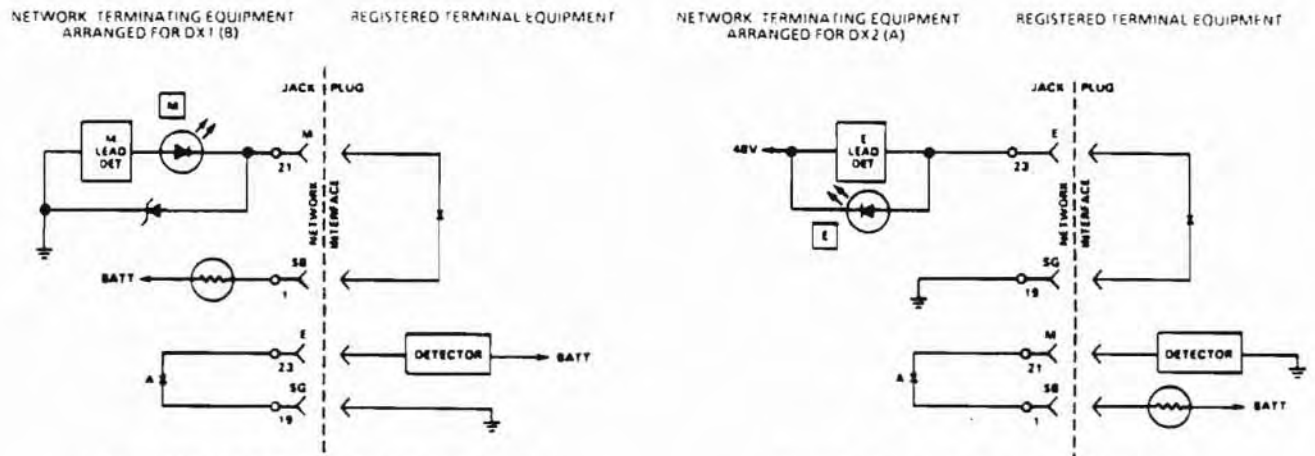 NETWORK TERMINATING EQUIPMENT
ARRANGED FOR DX1 (B)
REGISTERED TERMINAL EQUIPMENT
JACK PLUG
M
M
LEAD
DET
M
21
NETWORK
INTERFACE
BATT
SB
1
E
23
A
SG
19
DETECTOR
BATT
NETWORK TERMINATING EQUIPMENT
ARRANGED FOR DX2 (A)
REGISTERED TERMINAL EQUIPMENT
JACK PLUG
48V
E
LEAD
DET
E
E
23
NETWORK
INTERFACE
SG
19
M
21
A
SB
1
DETECTOR
BATT